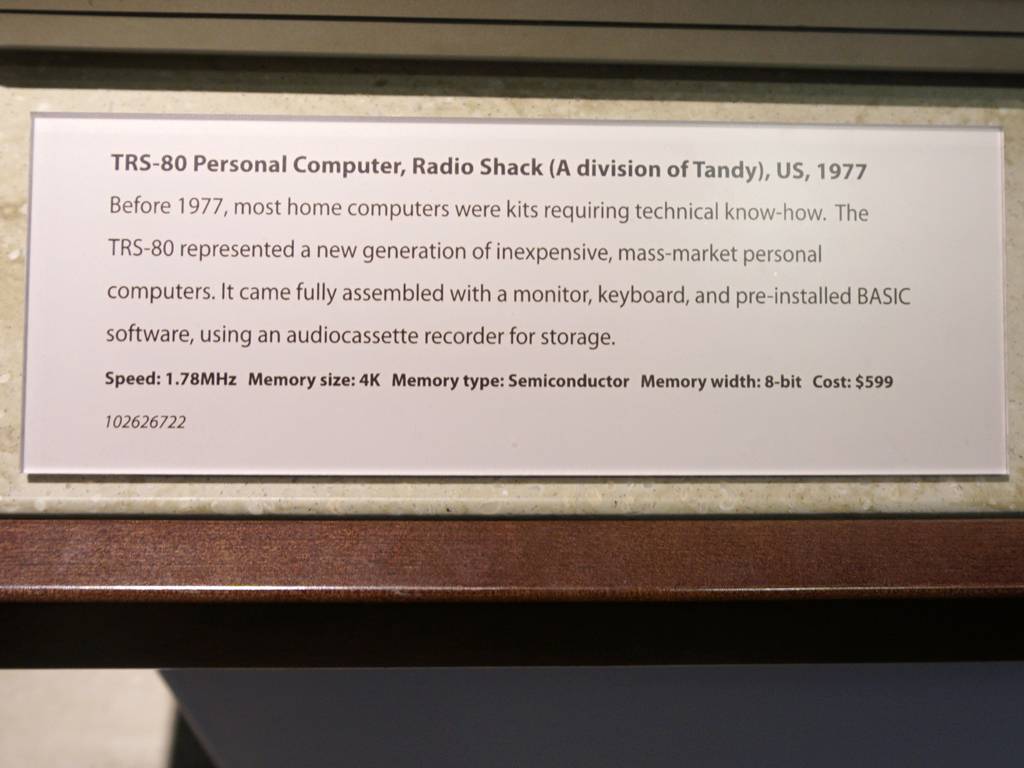 TRS-80 Personal Computer, Radio Shack (A division of Tandy), US, 1977
Before 1977, most home computers were kits requiring technical know-how. The
TRS-80 represented a new generation of inexpensive, mass-market personal
computers. It came fully assembled with a monitor, keyboard, and pre-installed BASIC
software, using an audiocassette recorder for storage.
Speed: 1.78MHz Memory size: 4K Memory type: Semiconductor Memory width: 8-bit Cost: $599
102626722